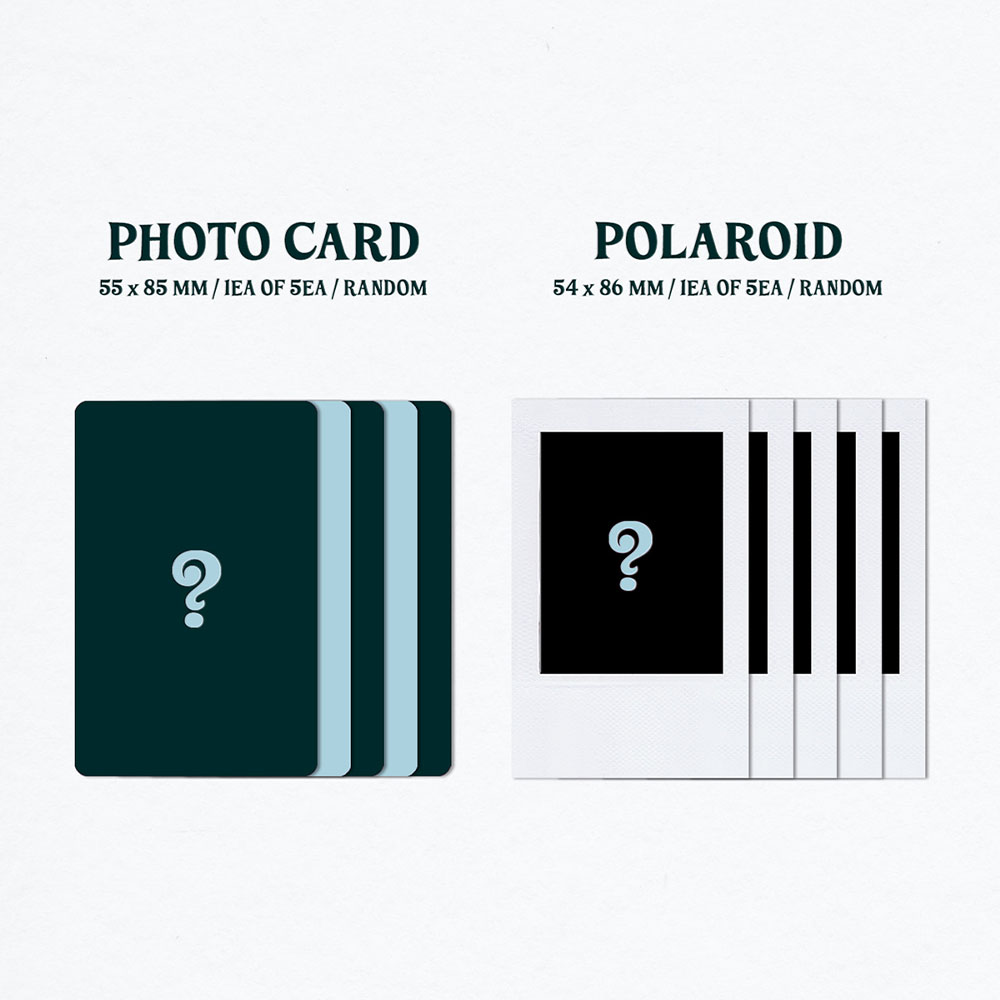 PHOTO CARD
55 x 85 MM / 1EA OF 5EA / RANDOM
?
POLAROID
54 x 86 MM / 1EA OF 5EA / RANDOM
?